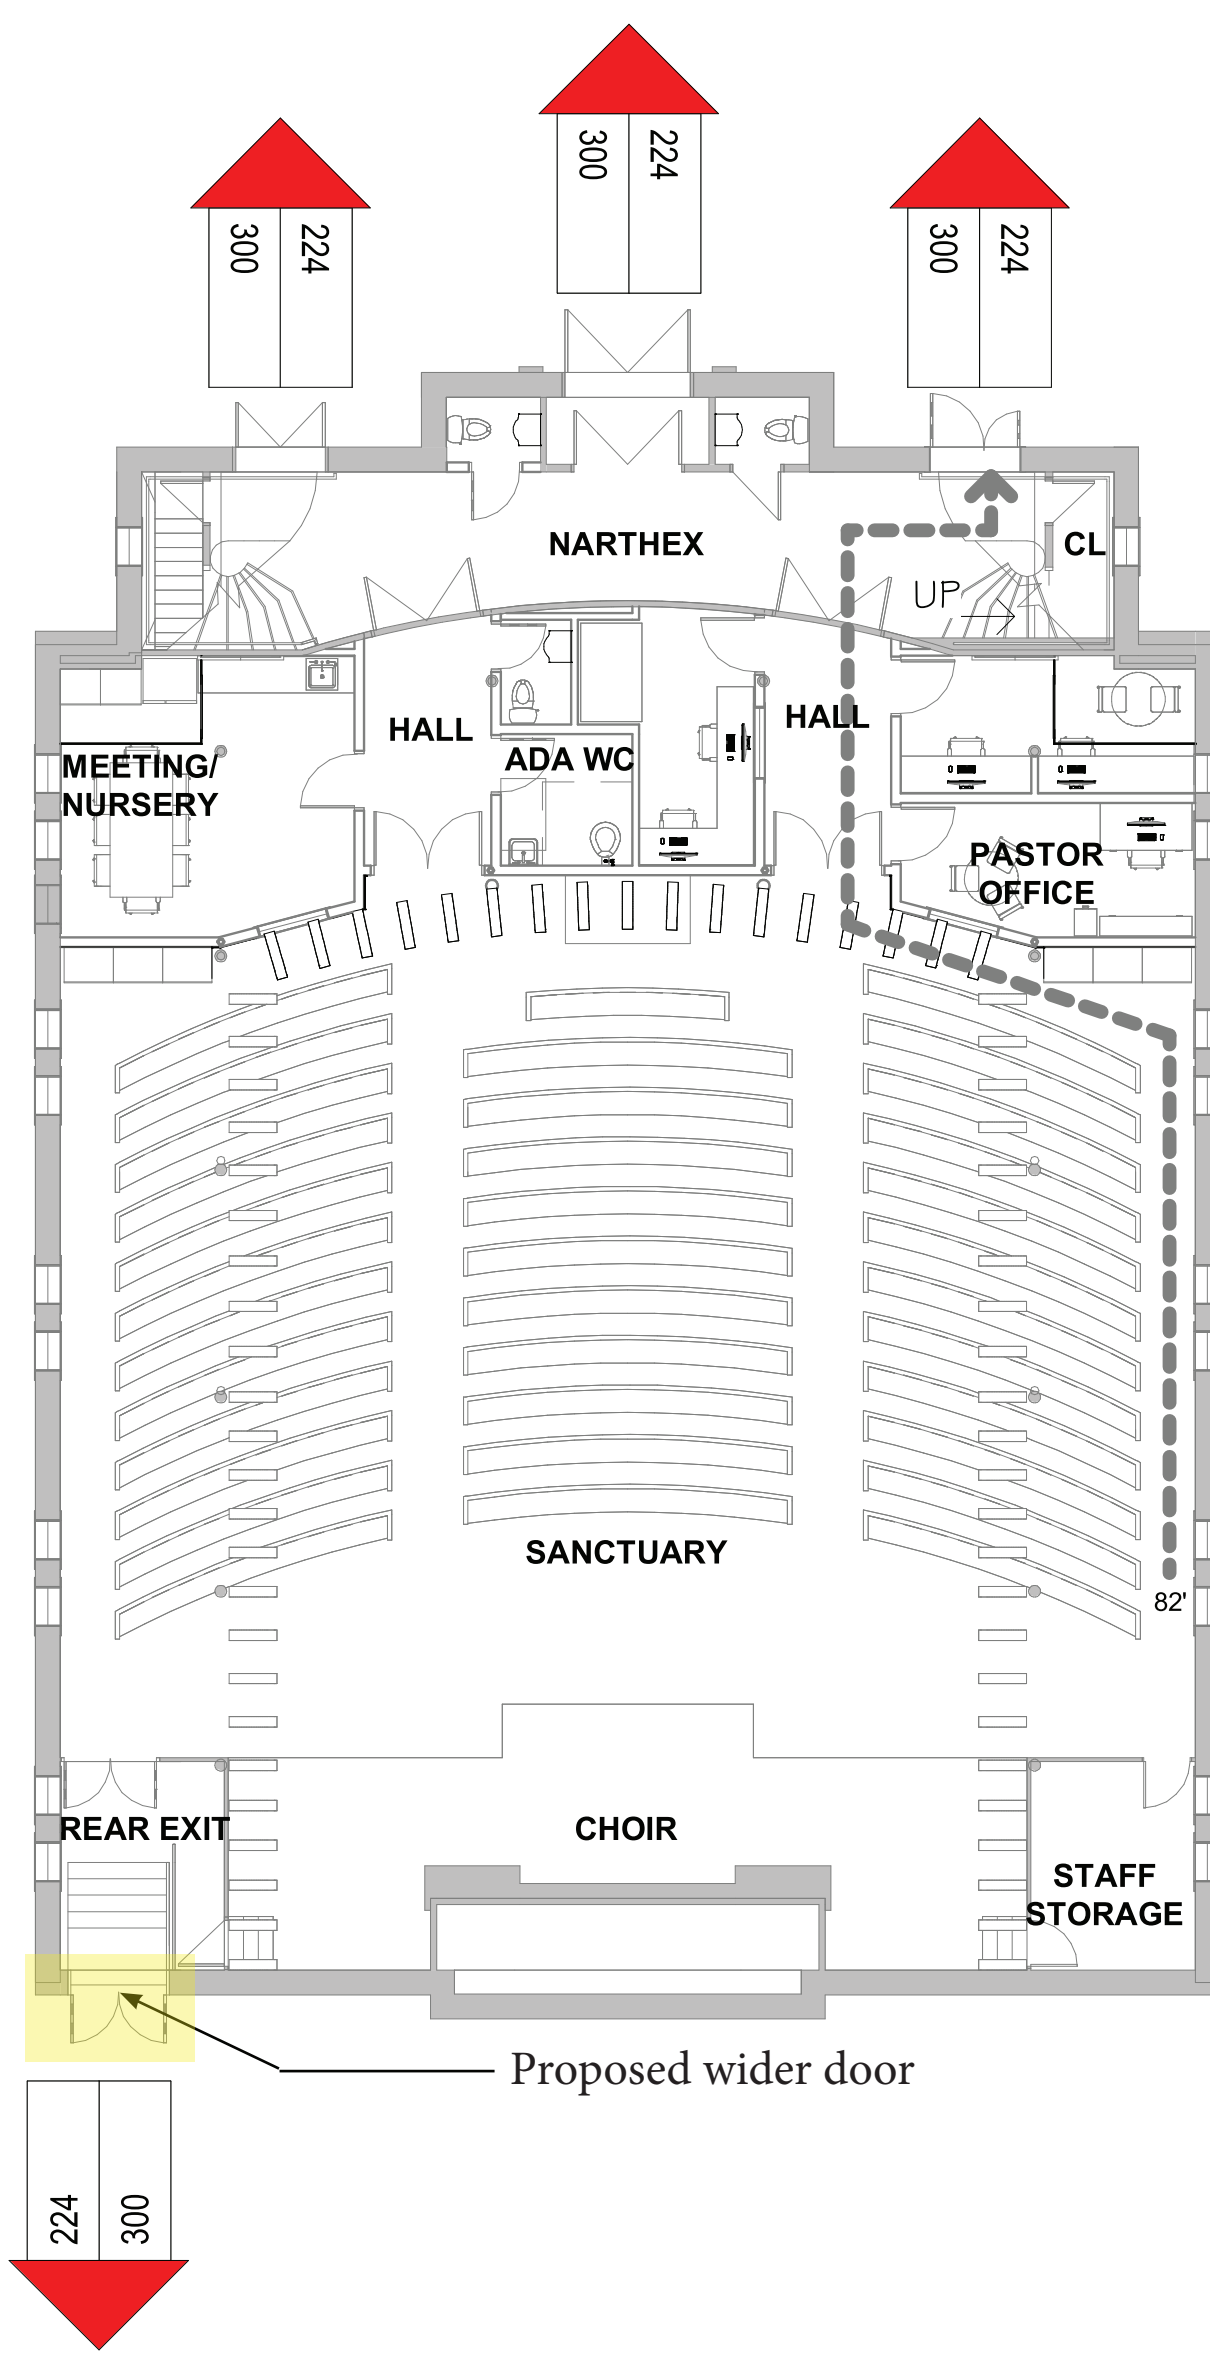 300
224
300
224
300
224
NARTHEX
CL
UP
HALL
HALL
ADA WC
MEETING/
NURSERY
PASTOR
OFFICE
SANCTUARY
82'
REAR EXIT
CHOIR
STAFF
STORAGE
Proposed wider door
224
300